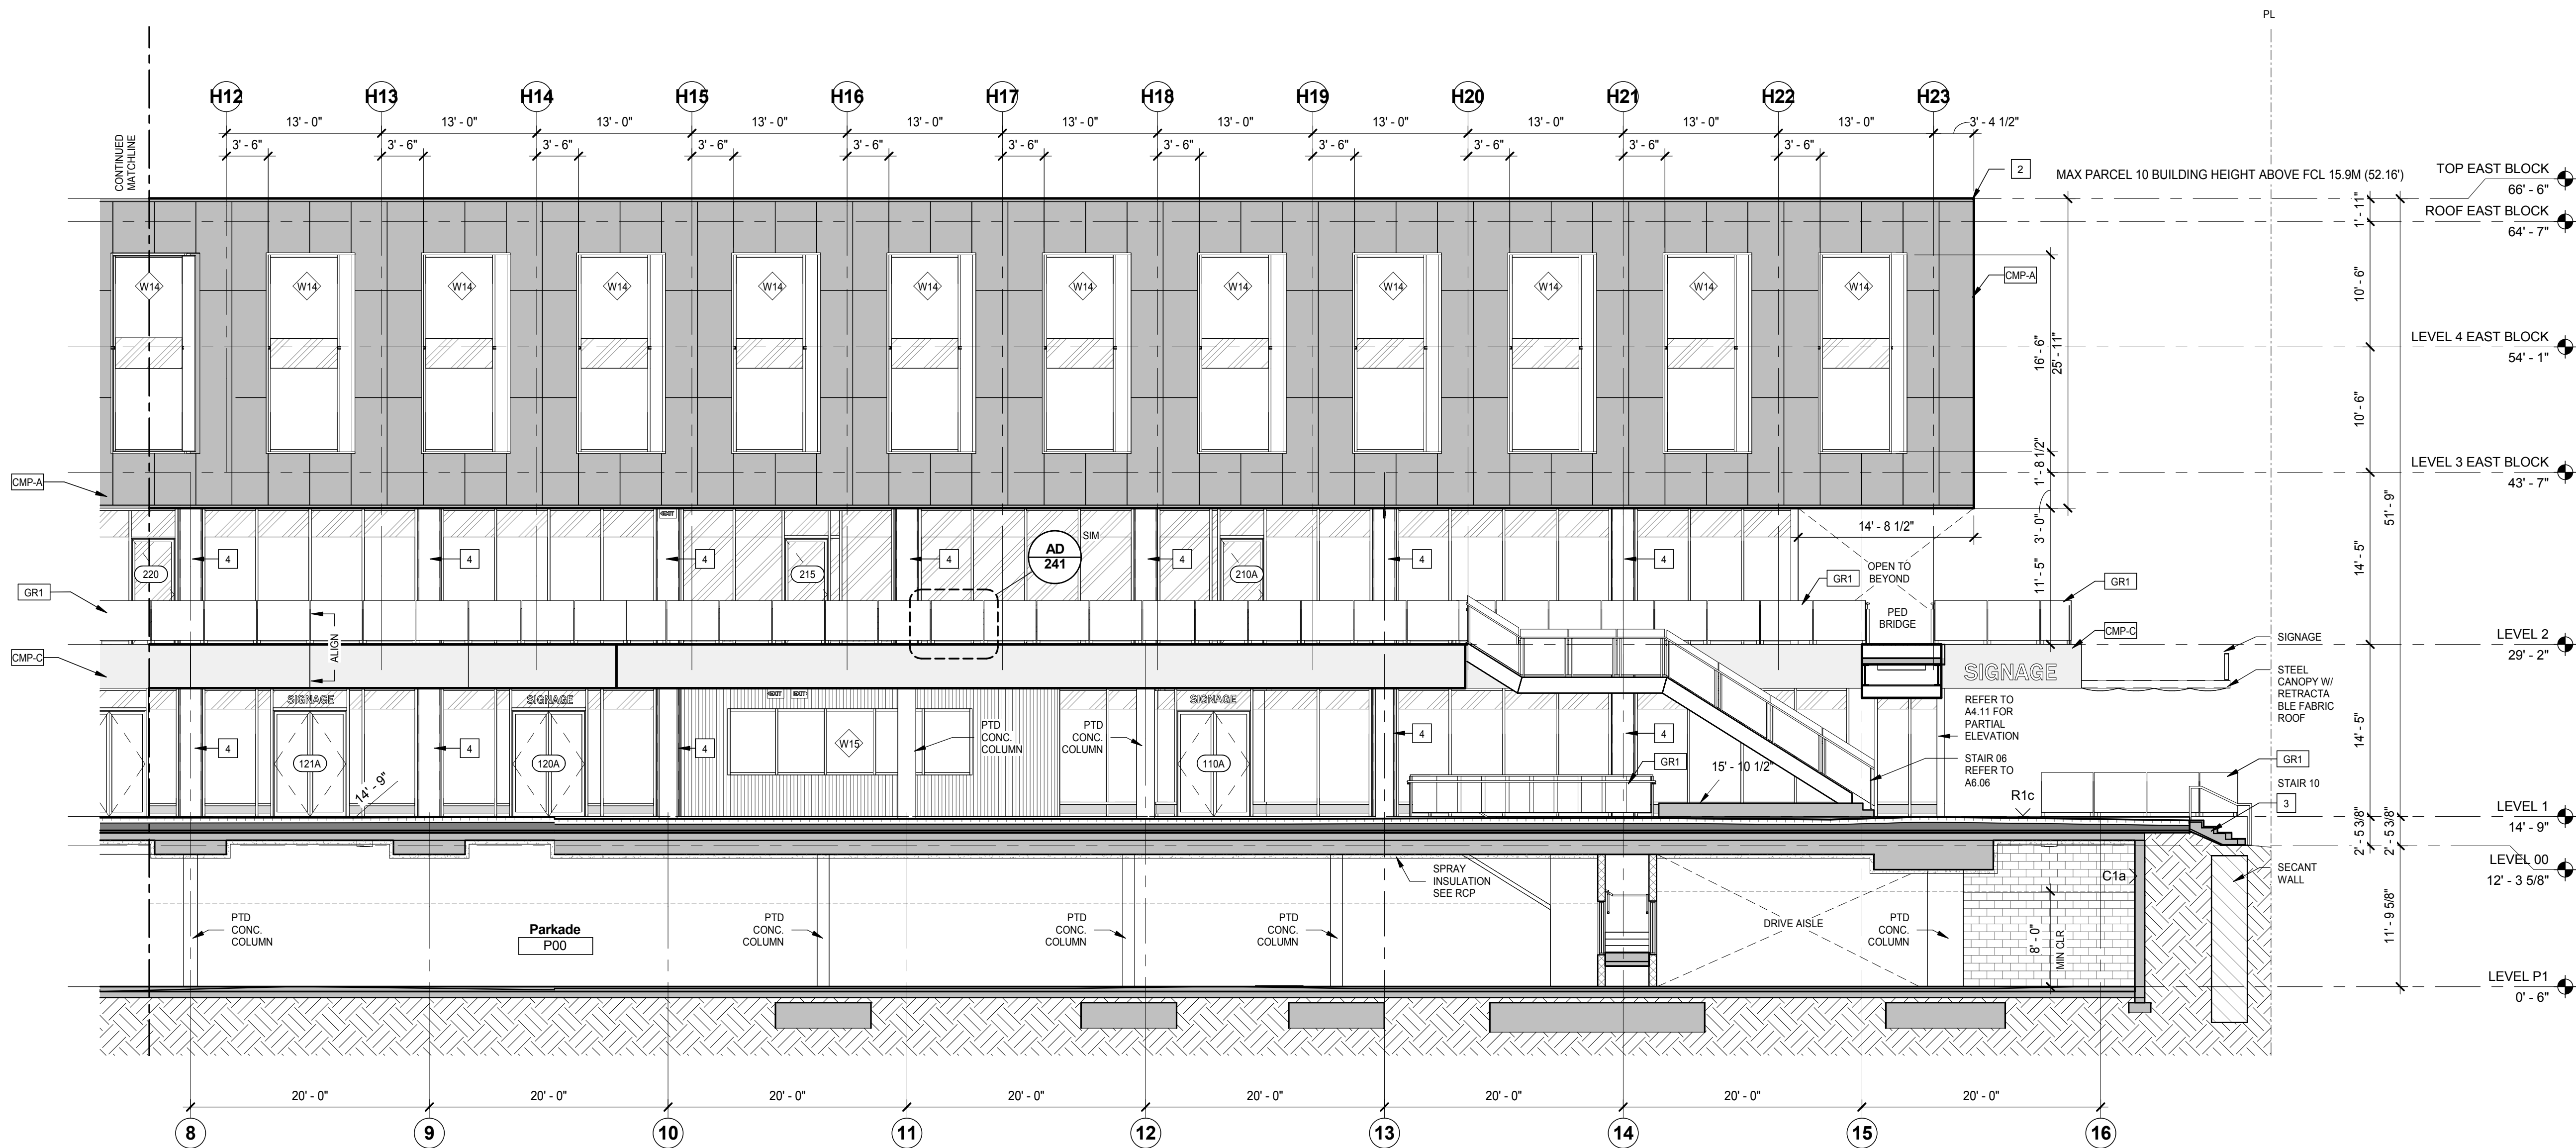 PL
H12
H13
H14
H15
H16
H17
H18
H19
H20
H21
H22
H23
CONTINUED
MATCHLINE
13' - 0"
13' - 0"
13' - 0"
13' - 0"
13' - 0"
13' - 0"
13' - 0"
13' - 0"
13' - 0"
13' - 0"
13' - 0"
3' - 4 1/2"
3' - 6"
3' - 6"
3' - 6"
3' - 6"
3' - 6"
3' - 6"
3' - 6"
3' - 6"
3' - 6"
3' - 6"
3' - 6"
2
MAX PARCEL 10 BUILDING HEIGHT ABOVE FCL 15.9M (52.16')
TOP EAST BLOCK
66' - 6"
1' - 11"
ROOF EAST BLOCK
64' - 7"
W14
W14
W14
W14
W14
W14
W14
W14
W14
W14
W14
W14
CMP-A
10' - 6"
16' - 6"
25' - 11"
LEVEL 4 EAST BLOCK
54' - 1"
10' - 6"
1' - 8 1/2"
LEVEL 3 EAST BLOCK
43' - 7"
CMP-A
51' - 9"
EXIT
14' - 8 1/2"
3' - 0"
14' - 5"
11' - 5"
4
4
4
4
4
4
4
SIM
AD
241
220
215
210A
OPEN TO
BEYOND
GR1
GR1
GR1
PED
BRIDGE
ALIGN
CMP-C
CMP-C
SIGNAGE
LEVEL 2
29' - 2"
SIGNAGE
STEEL
CANOPY W/
RETRACTA
BLE FABRIC
ROOF
SIGNAGE
SIGNAGE
EXIT
EXIT
SIGNAGE
REFER TO
A4.11 FOR
PARTIAL
ELEVATION
14' - 5"
4
4
4
4
4
W15
PTD
CONC.
COLUMN
PTD
CONC.
COLUMN
121A
120A
110A
GR1
15' - 10 1/2"
STAIR 06
REFER TO
A6.06
GR1
STAIR 10
3
14' - 9"
R1c
LEVEL 1
14' - 9"
2' - 5 3/8"
2' - 5 3/8"
LEVEL 00
12' - 3 5/8"
SPRAY
INSULATION
SEE RCP
C1a
SECANT
WALL
PTD
CONC.
COLUMN
Parkade
P00
PTD
CONC.
COLUMN
PTD
CONC.
COLUMN
PTD
CONC.
COLUMN
DRIVE AISLE
PTD
CONC.
COLUMN
8' - 0"
MIN CLR
11' - 9 5/8"
LEVEL P1
0' - 6"
20' - 0"
20' - 0"
20' - 0"
20' - 0"
20' - 0"
20' - 0"
20' - 0"
20' - 0"
8
9
10
11
12
13
14
15
16